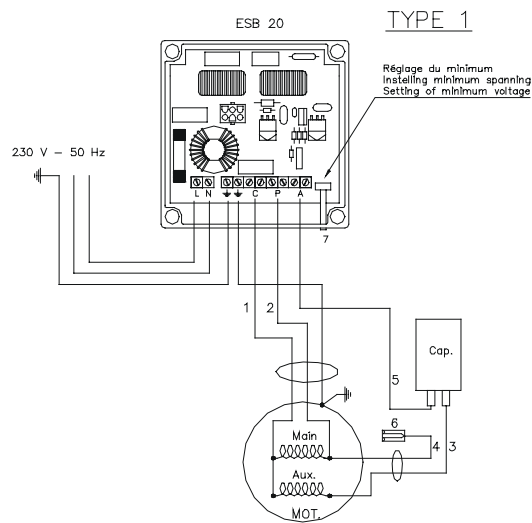 ESB 20
TYPE 1
Réglage du minimum
Instelling minimum spanning
Setting of minimum voltage
230 V - 50 Hz
L N C P A
7
1 2
5
Cap.
6
4 3
Main
Aux.
MOT.